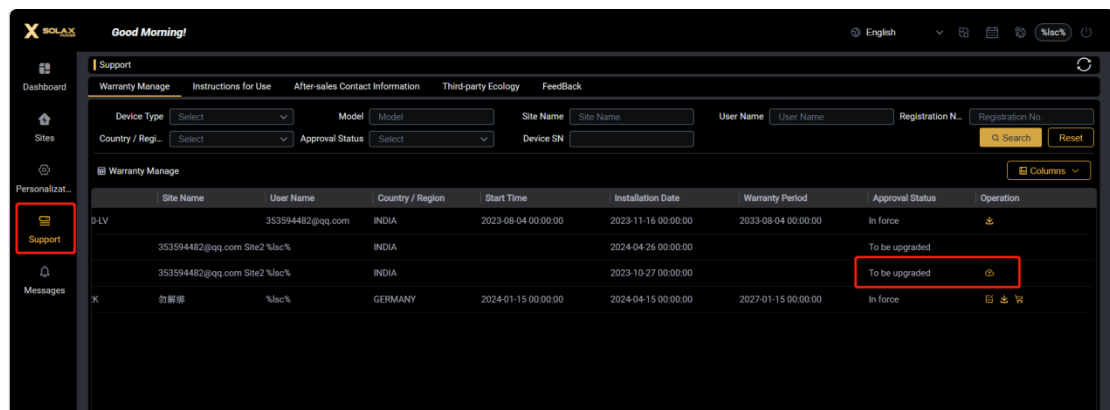 SOLAX POWER Good Morning! English %lsc%
Support
Dashboard Warranty Manage Instructions for Use After-sales Contact Information Third-party Ecology FeedBack
Device Type Select Model Model Site Name Site Name User Name User Name Registration N... Registration No.
Sites Country / Regi... Select Approval Status Select Device SN Search Reset
Warranty Manage Columns
Personalizat...
Site Name User Name Country / Region Start Time Installation Date Warranty Period Approval Status Operation
0-LV 353594482@qq.com INDIA 2023-08-04 00:00:00 2023-11-16 00:00:00 2033-08-04 00:00:00 In force
Support
353594482@qq.com Site2 %lsc% INDIA 2024-04-26 00:00:00 To be upgraded
353594482@qq.com Site2 %lsc% INDIA 2023-10-27 00:00:00 To be upgraded
Messages
2K 勿解绑 %lsc% GERMANY 2024-01-15 00:00:00 2024-04-15 00:00:00 2027-01-15 00:00:00 In force